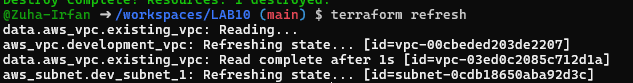 Destroy complete! Resources: 1 destroyed.
@Zuha-Irfan ➜ /workspaces/LAB10 (main) $ terraform refresh
data.aws_vpc.existing_vpc: Reading...
aws_vpc.development_vpc: Refreshing state... [id=vpc-00cbeded203de2207]
data.aws_vpc.existing_vpc: Read complete after 1s [id=vpc-03ed0c2085c712d1a]
aws_subnet.dev_subnet_1: Refreshing state... [id=subnet-0cdb18650aba92d3c]